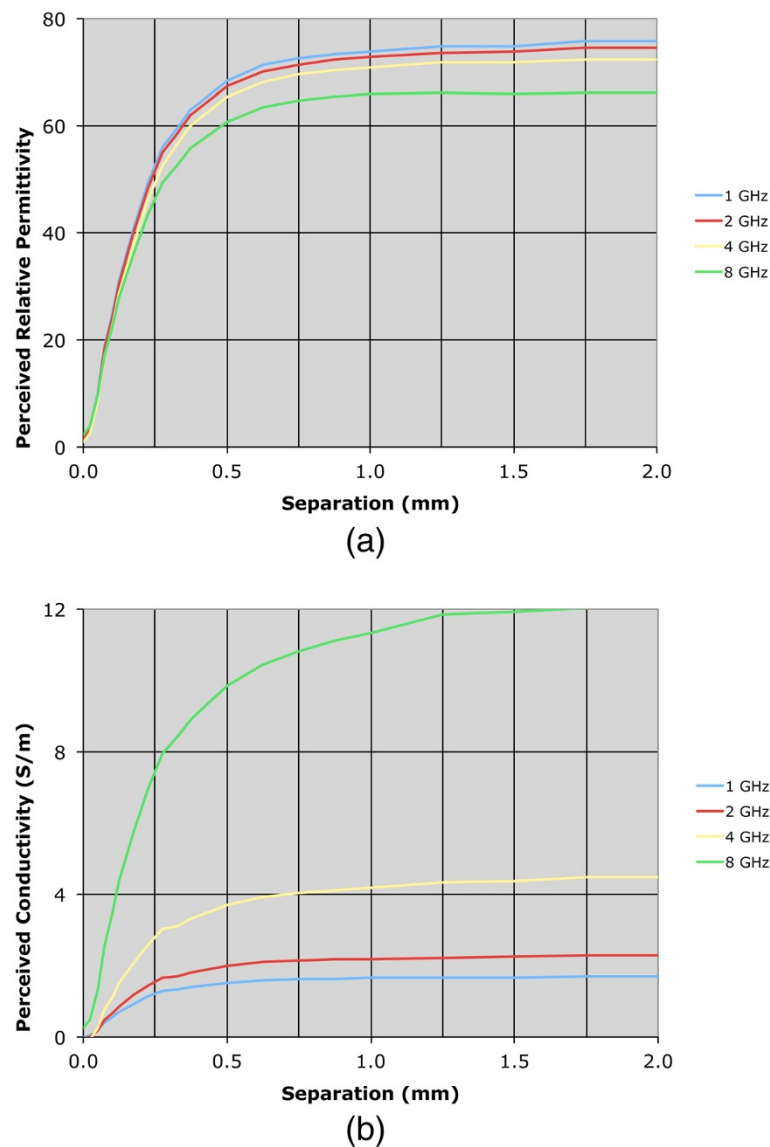 80
60
40
20
0
Perceived Relative Permittivity
0.0 0.5 1.0 1.5 2.0
Separation (mm)
1 GHz
2 GHz
4 GHz
8 GHz
(a)
12
8
4
0
Perceived Conductivity (S/m)
0.0 0.5 1.0 1.5 2.0
Separation (mm)
1 GHz
2 GHz
4 GHz
8 GHz
(b)